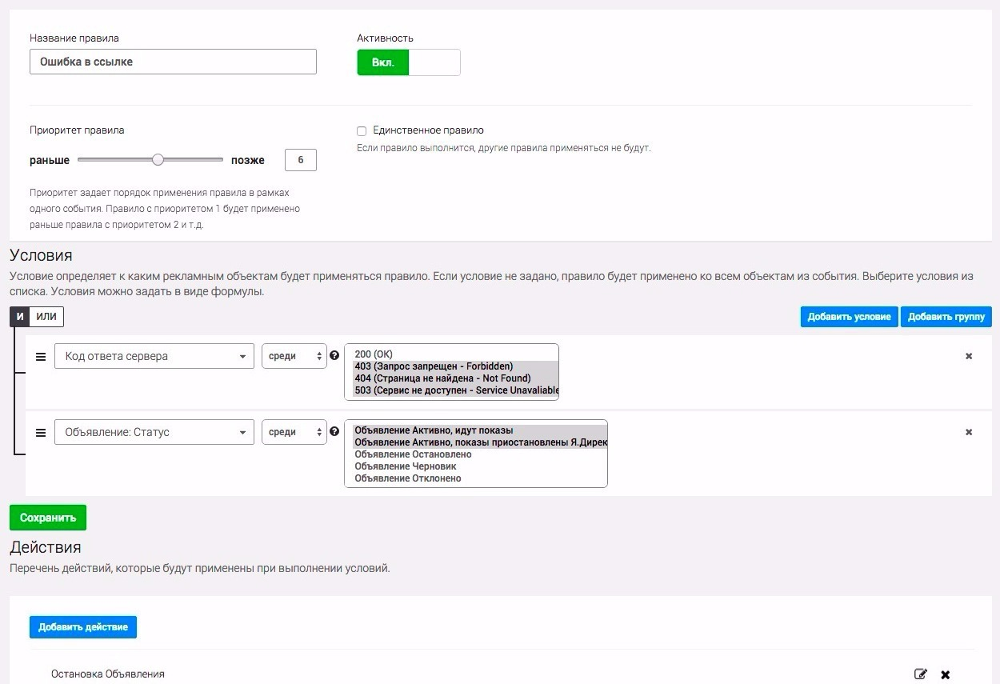 Название правила
Активность
Ошибка в ссылке
Вкл.
Приоритет правила
Единственное правило
Если правило выполнится, другие правила применяться не будут.
раньше
позже
6
Приоритет задает порядок применения правила в рамках
одного события. Правило с приоритетом 1 будет применено
раньше правила с приоритетом 2 и т.д.
Условия
Условие определяет к каким рекламным объектам будет применяться правило. Если условие не задано, правило будет применено ко всем объектам из события. Выберите условия из
списка. Условия можно задать в виде формулы.
И ИЛИ
Добавить условие
Добавить группу
Код ответа сервера
среди
?
200 (OK)
403 (Запрос запрещен - Forbidden)
404 (Страница не найдена - Not Found)
503 (Сервис не доступен - Service Unavaliable
Объявление: Статус
среди
?
Объявление Активно, идут показы
Объявление Активно, показы приостановлены Я.Дирек
Объявление Остановлено
Объявление Черновик
Объявление Отклонено
Сохранить
Действия
Перечень действий, которые будут применены при выполнении условий.
Добавить действие
Остановка Объявления